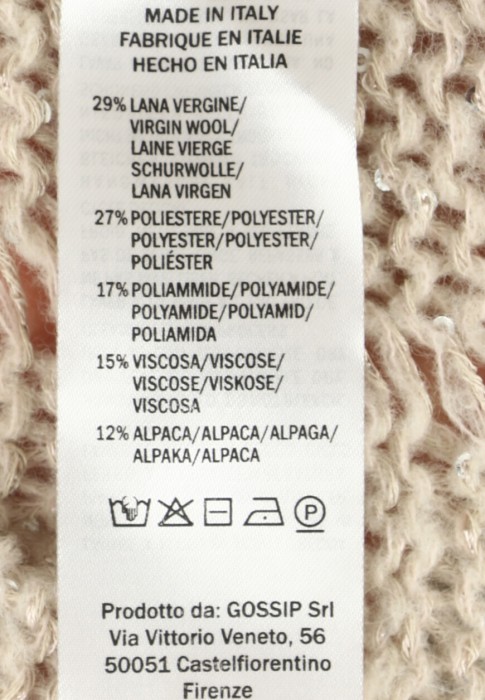 MADE IN ITALY
FABRIQUE EN ITALIE
HECHO EN ITALIA
29% LANA VERGINE/
VIRGIN WOOL/
LAINE VIERGE
SCHURWOLLE/
LANA VIRGEN
27% POLIESTERE/POLYESTER/
POLYESTER/POLYESTER/
POLIÉSTER
17% POLIAMMIDE/POLYAMIDE/
POLYAMIDE/POLYAMID/
POLIAMIDA
15% VISCOSA/VISCOSE/
VISCOSE/VISKOSE/
VISCOSA
12% ALPACA/ALPACA/ALPAGA/
ALPAKA/ALPACA
P
Prodotto da: GOSSIP Srl
Via Vittorio Veneto, 56
50051 Castelfiorentino
Firenze